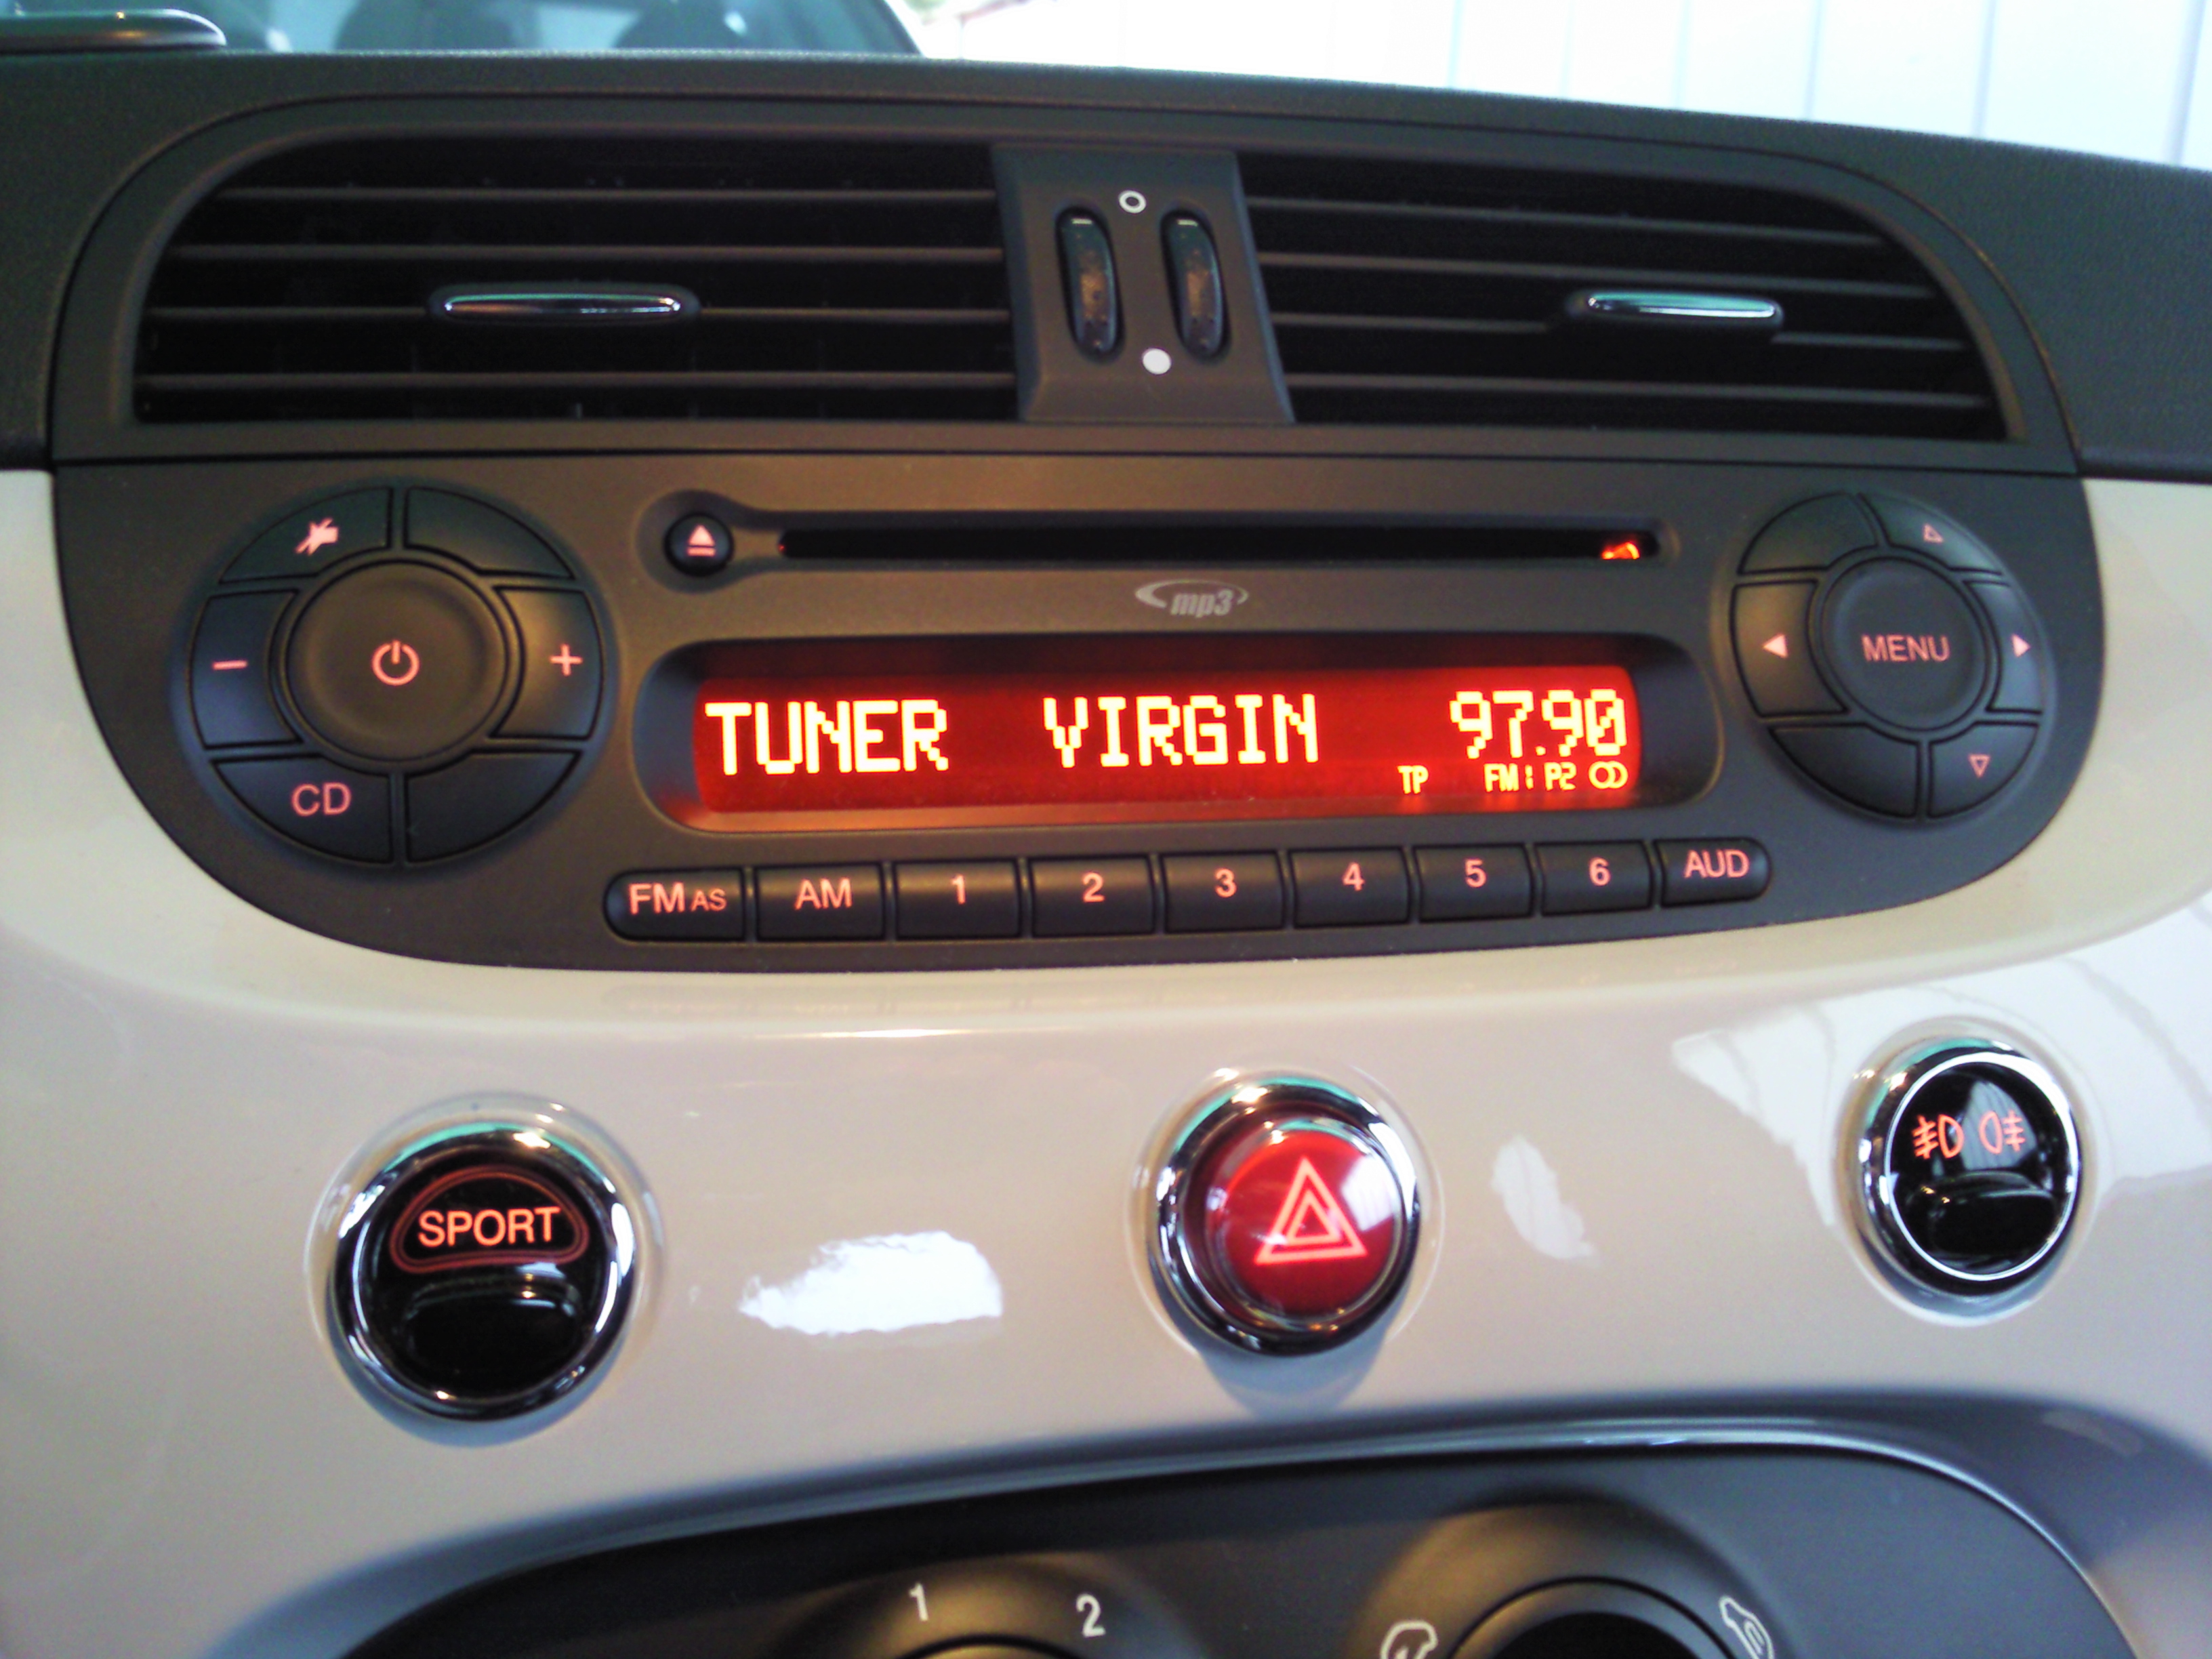 mp3
TUNER VIRGIN 97.90
TP FM1 P2
CD
MENU
FM AS AM 1 2 3 4 5 6 AUD
SPORT
1 2